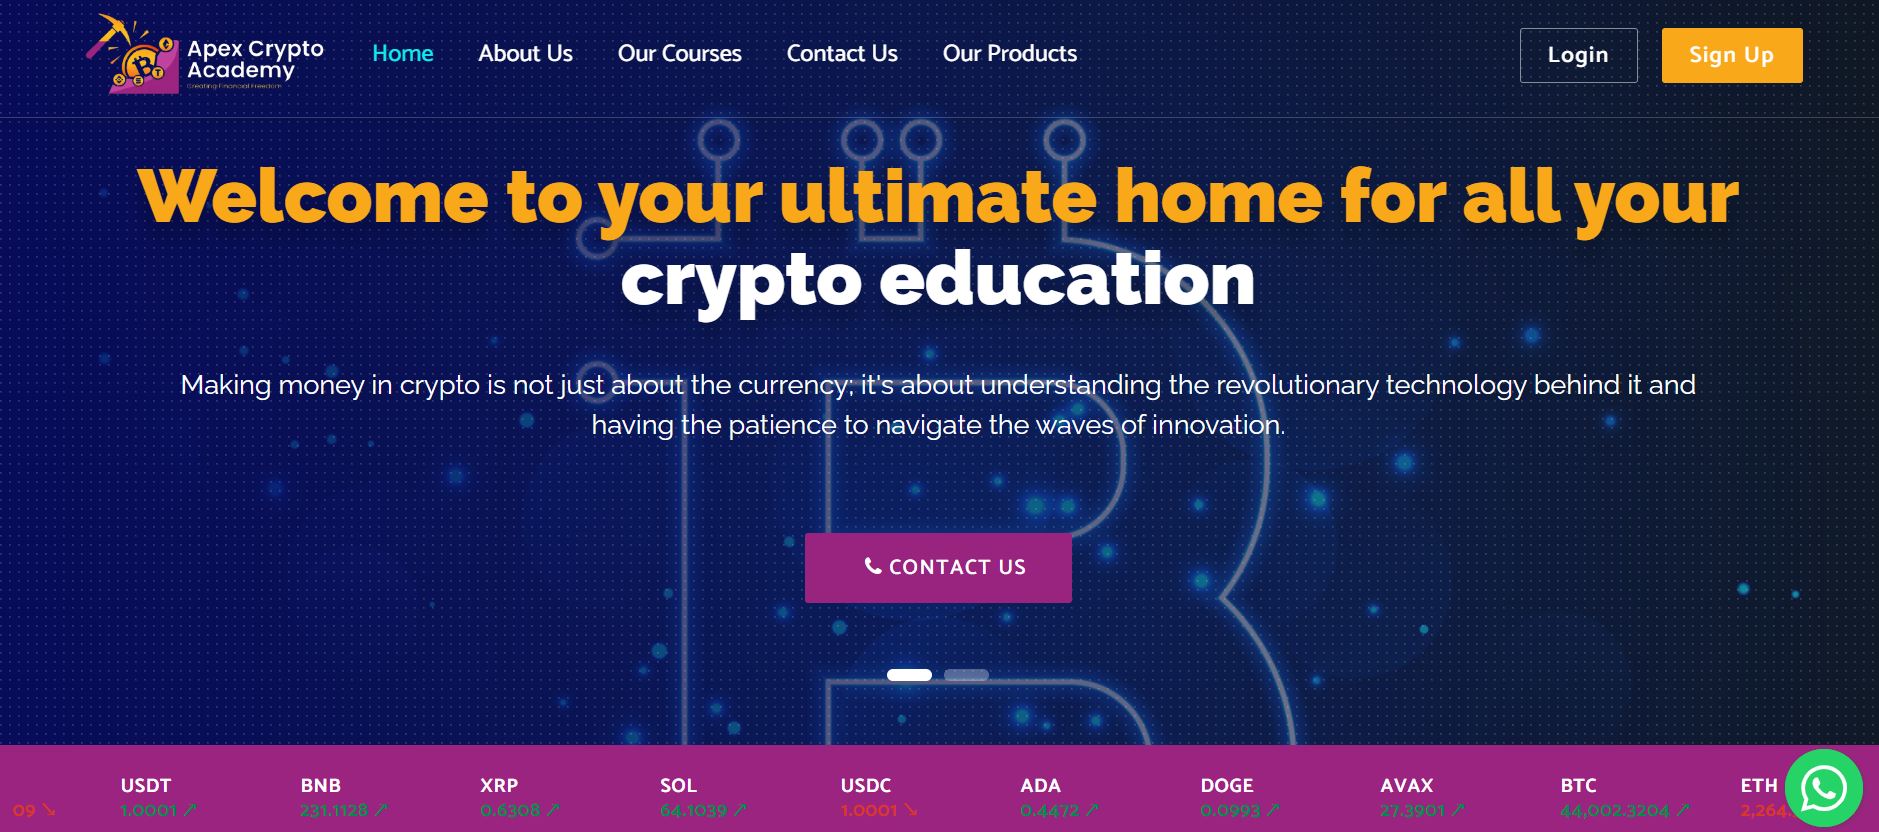 Apex Crypto
Academy
Creating Financial Freedom
Home
About Us
Our Courses
Contact Us
Our Products
Login
Sign Up
Welcome to your ultimate home for all your
crypto education
Making money in crypto is not just about the currency; it's about understanding the revolutionary technology behind it and
having the patience to navigate the waves of innovation.
CONTACT US
USDT BNB XRP SOL USDC ADA DOGE AVAX BTC ETH
09 ↘ 1.0001 ↗ 231.1128 ↗ 0.6308 ↗ 64.1039 ↗ 1.0001 ↘ 0.4472 ↗ 0.0993 ↗ 27.3901 ↗ 44,002.3204 ↗ 2,264.